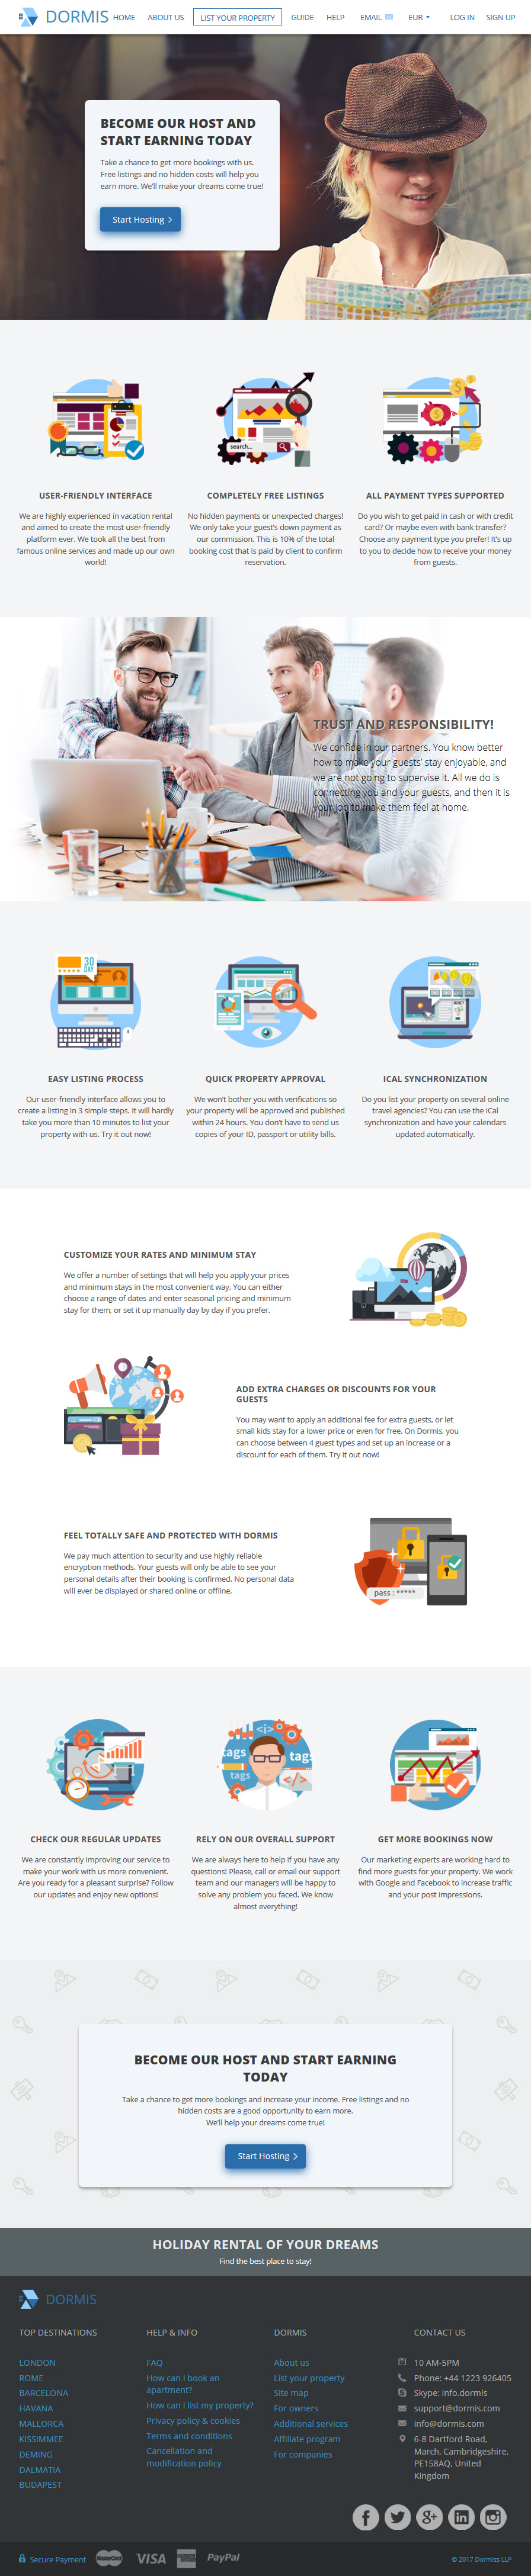 DORMIS
HOME ABOUT US LIST YOUR PROPERTY GUIDE HELP EMAIL EUR LOG IN SIGN UP
BECOME OUR HOST AND
START EARNING TODAY
Take a chance to get more bookings with us.
Free listings and no hidden costs will help you
earn more. We'll make your dreams come true!
Start Hosting
search...
USER-FRIENDLY INTERFACE
We are highly experienced in vacation rental
and aimed to create the most user-friendly
platform ever. We took all the best from
famous online services and made up our own
world!
COMPLETELY FREE LISTINGS
No hidden payments or unexpected charges!
We only take your guest's down payment as
our commission. This is 10% of the total
booking cost that is paid by client to confirm
reservation.
ALL PAYMENT TYPES SUPPORTED
Do you wish to get paid in cash or with credit
card? Or maybe even with bank transfer?
Choose any payment type you prefer! It's up
to you to decide how to receive your money
from guests.
TRUST AND RESPONSIBILITY!
We confide in our partners. You know better
how to make your guests' stay enjoyable, and
we are not going to supervise it. All we do is
connecting you and your guests, and then it is
your job to make them feel at home.
30
DAY
EASY LISTING PROCESS
Our user-friendly interface allows you to
create a listing in 3 simple steps. It will hardly
take you more than 10 minutes to list your
property with us. Try it out now!
QUICK PROPERTY APPROVAL
We won't bother you with verifications so
your property will be approved and published
within 24 hours. You don't have to send us
copies of your ID, passport or utility bills.
ICAL SYNCHRONIZATION
Do you list your property on several online
travel agencies? You can use the iCal
synchronization and have your calendars
updated automatically.
CUSTOMIZE YOUR RATES AND MINIMUM STAY
We offer a number of settings that will help you apply your prices
and minimum stays in the most convenient way. You can either
choose a range of dates and enter seasonal pricing and minimum
stay for them, or set it up manually day by day if you prefer.
ADD EXTRA CHARGES OR DISCOUNTS FOR YOUR
GUESTS
You may want to apply an additional fee for extra guests, or let
small kids stay for a lower price or even for free. On Dormis, you
can choose between 4 guest types and set up an increase or a
discount for each of them. Try it out now!
FEEL TOTALLY SAFE AND PROTECTED WITH DORMIS
We pay much attention to security and use highly reliable
encryption methods. Your guests will only be able to see your
personal details after their booking is confirmed. No personal data
will ever be displayed or shared online or offline.
pass : *****
<i>
tags tags
tags
</>
CHECK OUR REGULAR UPDATES
We are constantly improving our service to
make your work with us more convenient.
Are you ready for a pleasant surprise? Follow
our updates and enjoy new options!
RELY ON OUR OVERALL SUPPORT
We are always here to help if you have any
questions! Please, call or email our support
team and our managers will be happy to
solve any problem you faced. We know
almost everything!
GET MORE BOOKINGS NOW
Our marketing experts are working hard to
find more guests for your property. We work
with Google and Facebook to increase traffic
and your post impressions.
BECOME OUR HOST AND START EARNING
TODAY
Take a chance to get more bookings and increase your income. Free listings and no
hidden costs are a good opportunity to earn more.
We'll help your dreams come true!
Start Hosting
HOLIDAY RENTAL OF YOUR DREAMS
Find the best place to stay!
DORMIS
TOP DESTINATIONS
LONDON
ROME
BARCELONA
HAVANA
MALLORCA
KISSIMMEE
DEMING
DALMATIA
BUDAPEST
HELP & INFO
FAQ
How can I book an
apartment?
How can I list my property?
Privacy policy & cookies
Terms and conditions
Cancellation and
modification policy
DORMIS
About us
List your property
Site map
For owners
Additional services
Affiliate program
For companies
CONTACT US
10 AM-5PM
Phone: +44 1223 926405
Skype: info.dormis
support@dormis.com
info@dormis.com
6-8 Dartford Road,
March, Cambridgeshire,
PE158AQ, United
Kingdom
Secure Payment MasterCard VISA PayPal
© 2017 Dormiss LLP